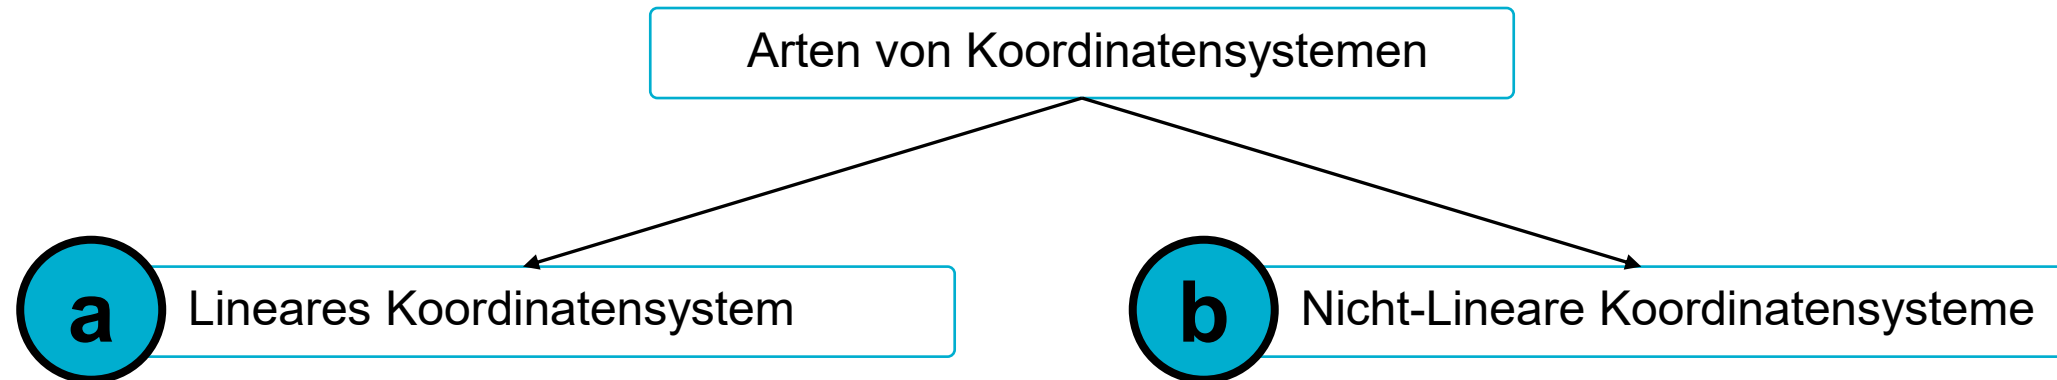 Arten von Koordinatensystemen
a
Lineares Koordinatensystem
b
Nicht-Lineare Koordinatensysteme